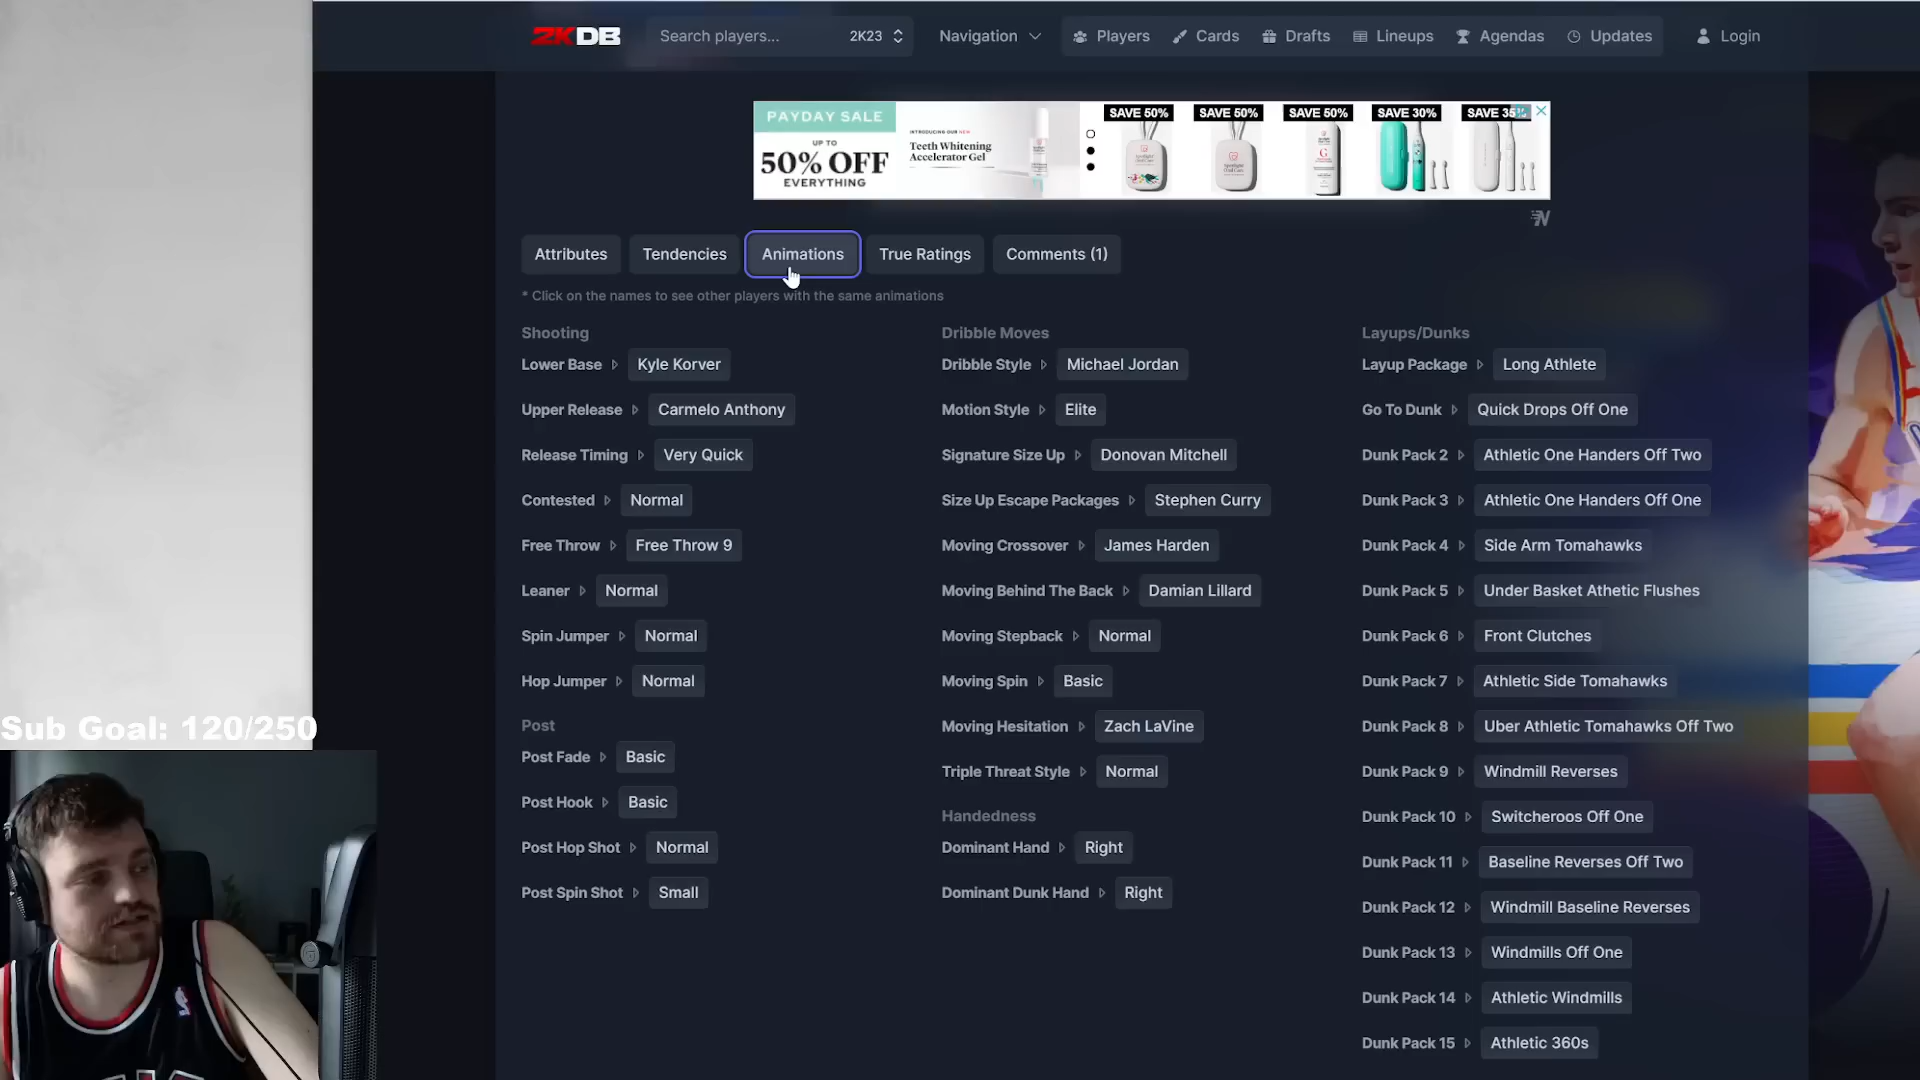 2KDB
Search players...
2K23
Navigation
Players
Cards
Drafts
Lineups
Agendas
Updates
Login
PAYDAY SALE
UP TO
50% OFF
EVERYTHING
INTRODUCING OUR NEW
Teeth Whitening
Accelerator Gel
SAVE 50%
SAVE 50%
SAVE 50%
SAVE 30%
SAVE 35%
Attributes
Tendencies
Animations
True Ratings
Comments (1)
* Click on the names to see other players with the same animations
Shooting
Lower Base Kyle Korver
Upper Release Carmelo Anthony
Release Timing Very Quick
Contested Normal
Free Throw Free Throw 9
Leaner Normal
Spin Jumper Normal
Hop Jumper Normal
Post
Post Fade Basic
Post Hook Basic
Post Hop Shot Normal
Post Spin Shot Small
Dribble Moves
Dribble Style Michael Jordan
Motion Style Elite
Signature Size Up Donovan Mitchell
Size Up Escape Packages Stephen Curry
Moving Crossover James Harden
Moving Behind The Back Damian Lillard
Moving Stepback Normal
Moving Spin Basic
Moving Hesitation Zach LaVine
Triple Threat Style Normal
Handedness
Dominant Hand Right
Dominant Dunk Hand Right
Layups/Dunks
Layup Package Long Athlete
Go To Dunk Quick Drops Off One
Dunk Pack 2 Athletic One Handers Off Two
Dunk Pack 3 Athletic One Handers Off One
Dunk Pack 4 Side Arm Tomahawks
Dunk Pack 5 Under Basket Athetic Flushes
Dunk Pack 6 Front Clutches
Dunk Pack 7 Athletic Side Tomahawks
Dunk Pack 8 Uber Athletic Tomahawks Off Two
Dunk Pack 9 Windmill Reverses
Dunk Pack 10 Switcheroos Off One
Dunk Pack 11 Baseline Reverses Off Two
Dunk Pack 12 Windmill Baseline Reverses
Dunk Pack 13 Windmills Off One
Dunk Pack 14 Athletic Windmills
Dunk Pack 15 Athletic 360s
Sub Goal: 120/250